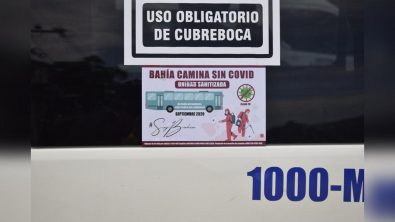 USO OBLIGATORIO
DE CUBREBOCA
BAHÍA CAMINA SIN COVID
UNIDAD SANITIZADA
SEPTIEMBRE 2020
1000-M